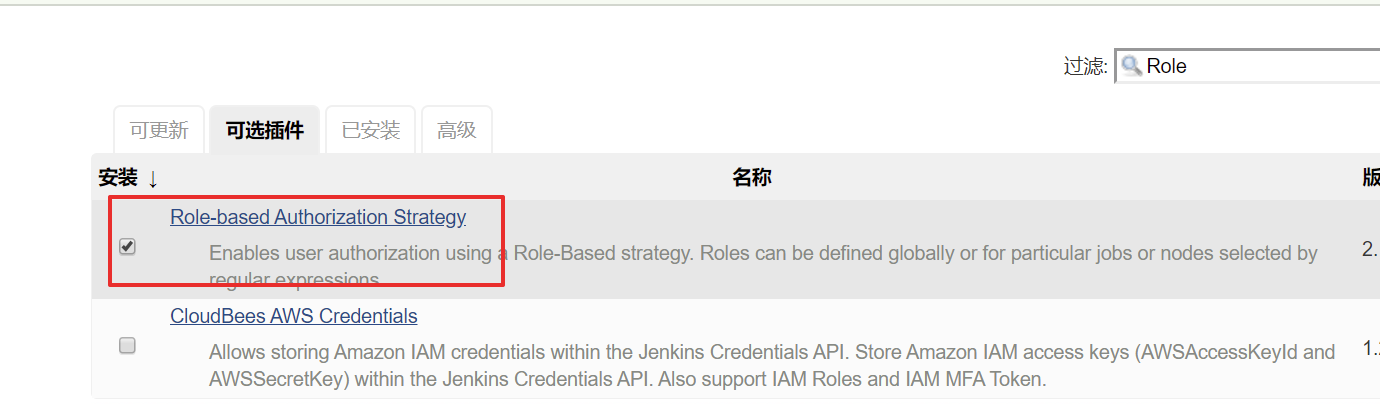 过滤: Role
可更新 可选插件 已安装 高级
安装 ↓ 名称 版
Role-based Authorization Strategy
Enables user authorization using a Role-Based strategy. Roles can be defined globally or for particular jobs or nodes selected by 2.
regular expressions
CloudBees AWS Credentials
Allows storing Amazon IAM credentials within the Jenkins Credentials API. Store Amazon IAM access keys (AWSAccessKeyId and 1.
AWSSecretKey) within the Jenkins Credentials API. Also support IAM Roles and IAM MFA Token.